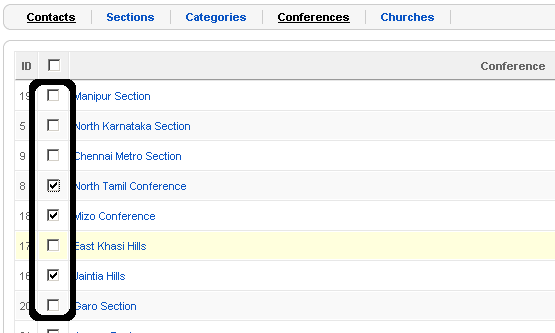 Contacts Sections Categories Conferences Churches
ID Conference
19 Manipur Section
5 North Karnataka Section
9 Chennai Metro Section
8 North Tamil Conference
18 Mizo Conference
17 East Khasi Hills
16 Jaintia Hills
20 Garo Section